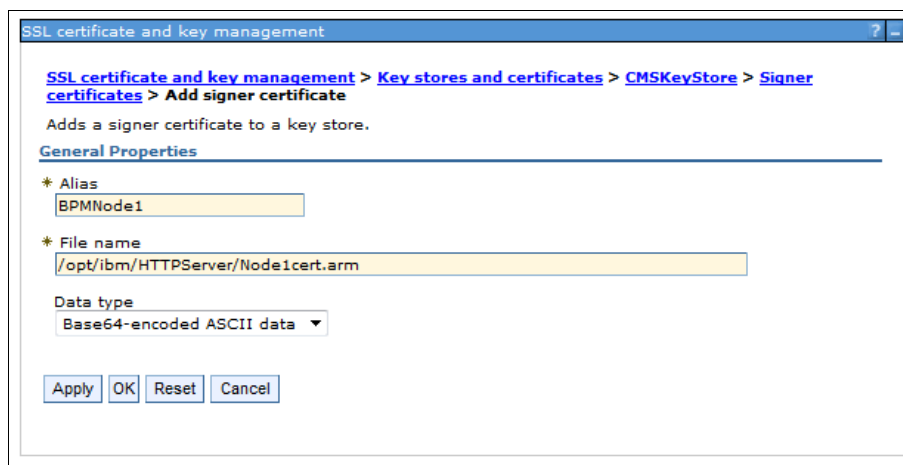 SSL certificate and key management ? –
SSL certificate and key management > Key stores and certificates > CMSKeyStore > Signer
certificates > Add signer certificate
Adds a signer certificate to a key store.
General Properties
* Alias
BPMNode1
* File name
/opt/ibm/HTTPServer/Node1cert.arm
Data type
Base64-encoded ASCII data
Apply OK Reset Cancel